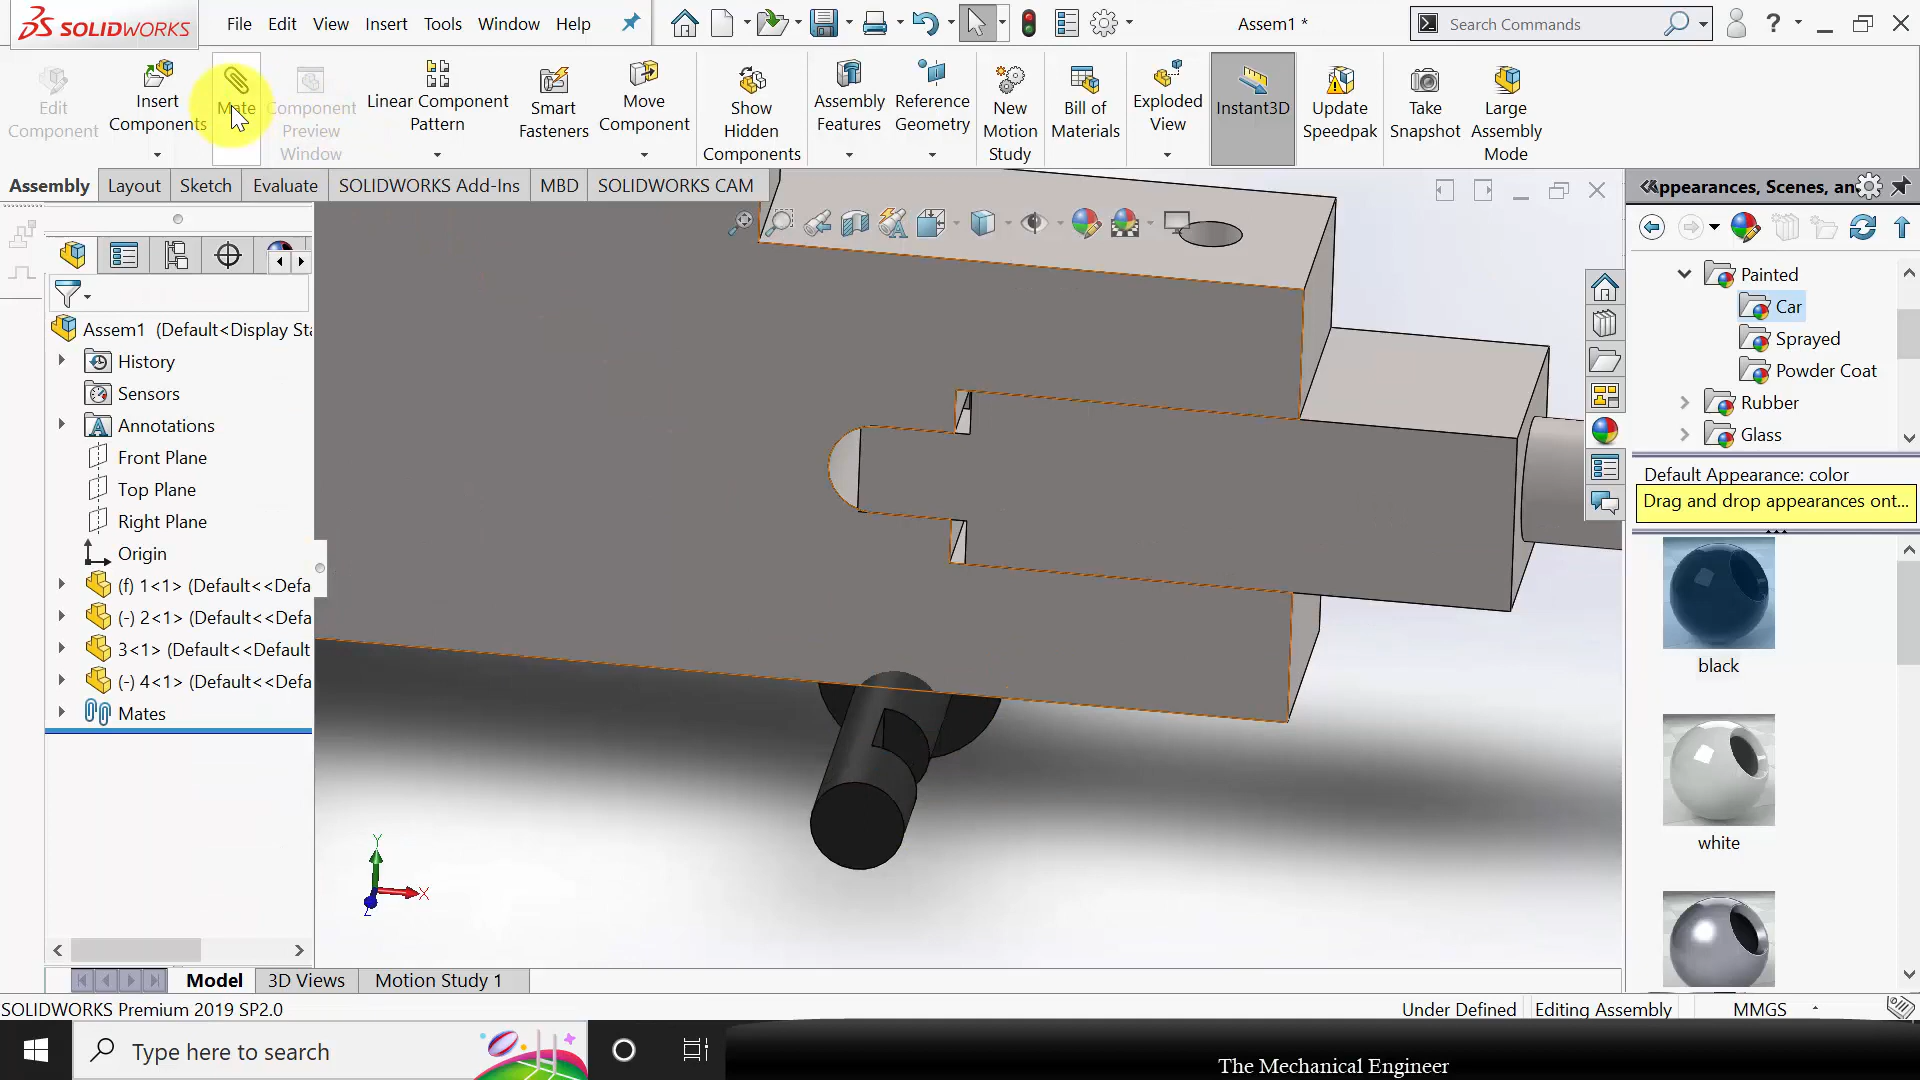 SOLIDWORKS
File
Edit
View
Insert
Tools
Window
Help
Assem1 *
Search Commands
?
Edit
Component
Insert
Components
Mate
Component
Preview
Window
Linear Component
Pattern
Smart
Fasteners
Move
Component
Show
Hidden
Components
Assembly
Features
Reference
Geometry
New
Motion
Study
Bill of
Materials
Exploded
View
Instant3D
Update
Speedpak
Take
Snapshot
Large
Assembly
Mode
Assembly
Layout
Sketch
Evaluate
SOLIDWORKS Add-Ins
MBD
SOLIDWORKS CAM
Appearances, Scenes, an
Assem1 (Default<Display Sta
History
Sensors
Annotations
Front Plane
Top Plane
Right Plane
Origin
(f) 1<1> (Default<<Defa
(-) 2<1> (Default<<Defa
3<1> (Default<<Default
(-) 4<1> (Default<<Defa
Mates
Painted
Car
Sprayed
Powder Coat
Rubber
Glass
Default Appearance: color
Drag and drop appearances ont...
black
white
Y
X
Z
Model
3D Views
Motion Study 1
SOLIDWORKS Premium 2019 SP2.0
Under Defined
Editing Assembly
MMGS
Type here to search
The Mechanical Engineer